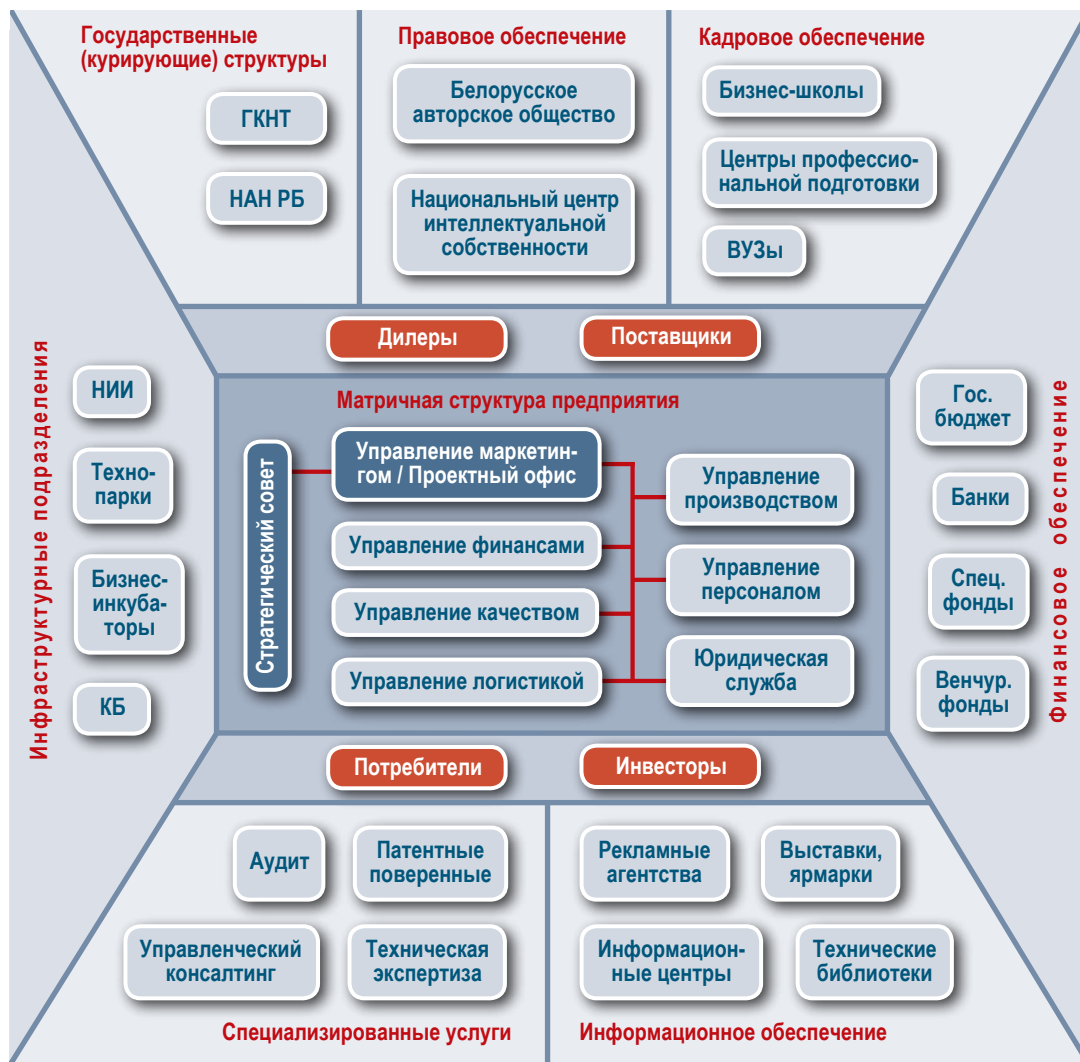 Государственные
(курирующие) структуры
ГКНТ
НАН РБ
Правовое обеспечение
Белорусское
авторское общество
Национальный центр
интеллектуальной
собственности
Кадровое обеспечение
Бизнес-школы
Центры профессио-
нальной подготовки
ВУЗы
Дилеры
Поставщики
Инфраструктурные подразделения
НИИ
Техно-
парки
Бизнес-
инкуба-
торы
КБ
Матричная структура предприятия
Стратегический совет
Управление маркетин-
гом / Проектный офис
Управление финансами
Управление качеством
Управление логистикой
Управление
производством
Управление
персоналом
Юридическая
служба
Гос.
бюджет
Банки
Спец.
фонды
Венчур.
фонды
Финансовое обеспечение
Потребители
Инвесторы
Аудит
Патентные
поверенные
Управленческий
консалтинг
Техническая
экспертиза
Специализированные услуги
Рекламные
агентства
Выставки,
ярмарки
Информацион-
ные центры
Технические
библиотеки
Информационное обеспечение